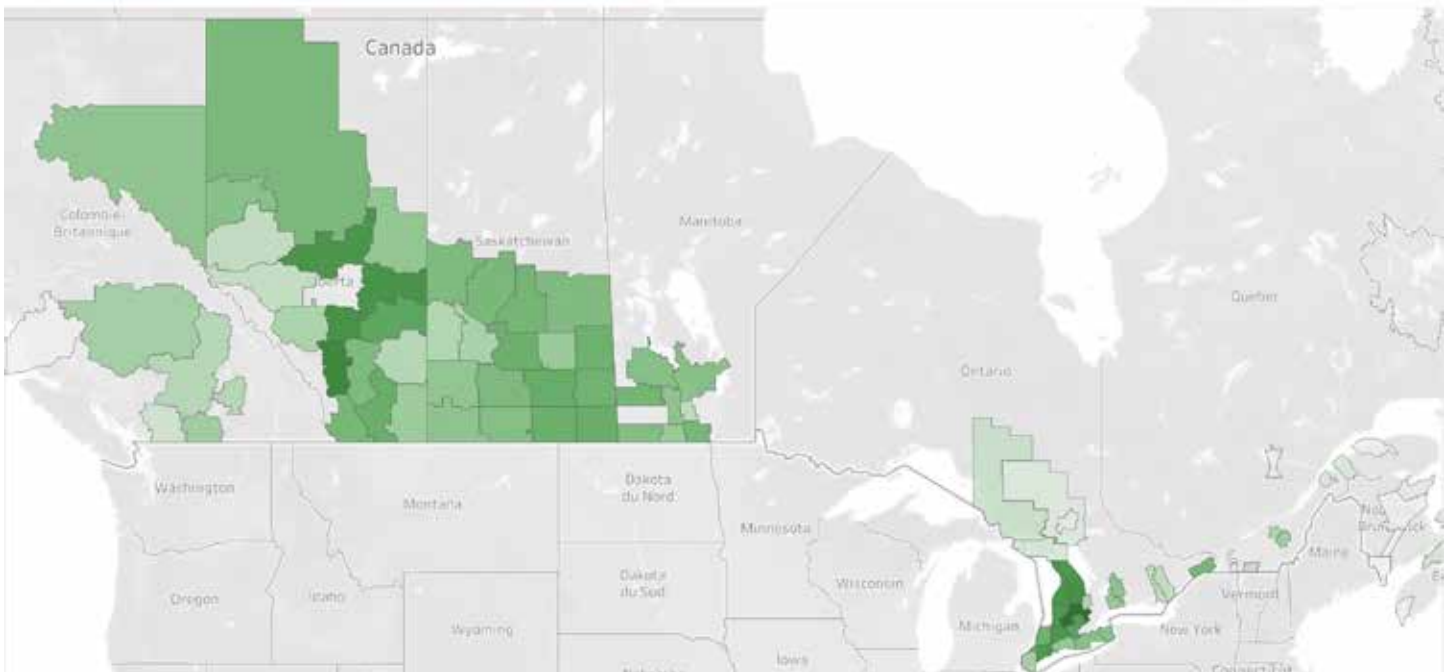 Canada
Colombie-
Britannique
Manitoba
Saskatchewan
Québec
Ontario
Washington
Montana
Dakota
du Nord
Minnesota
Oregon
Idaho
Dakota
du Sud
Wisconsin
Maine
Vermont
Michigan
New York
Wyoming
Iowa